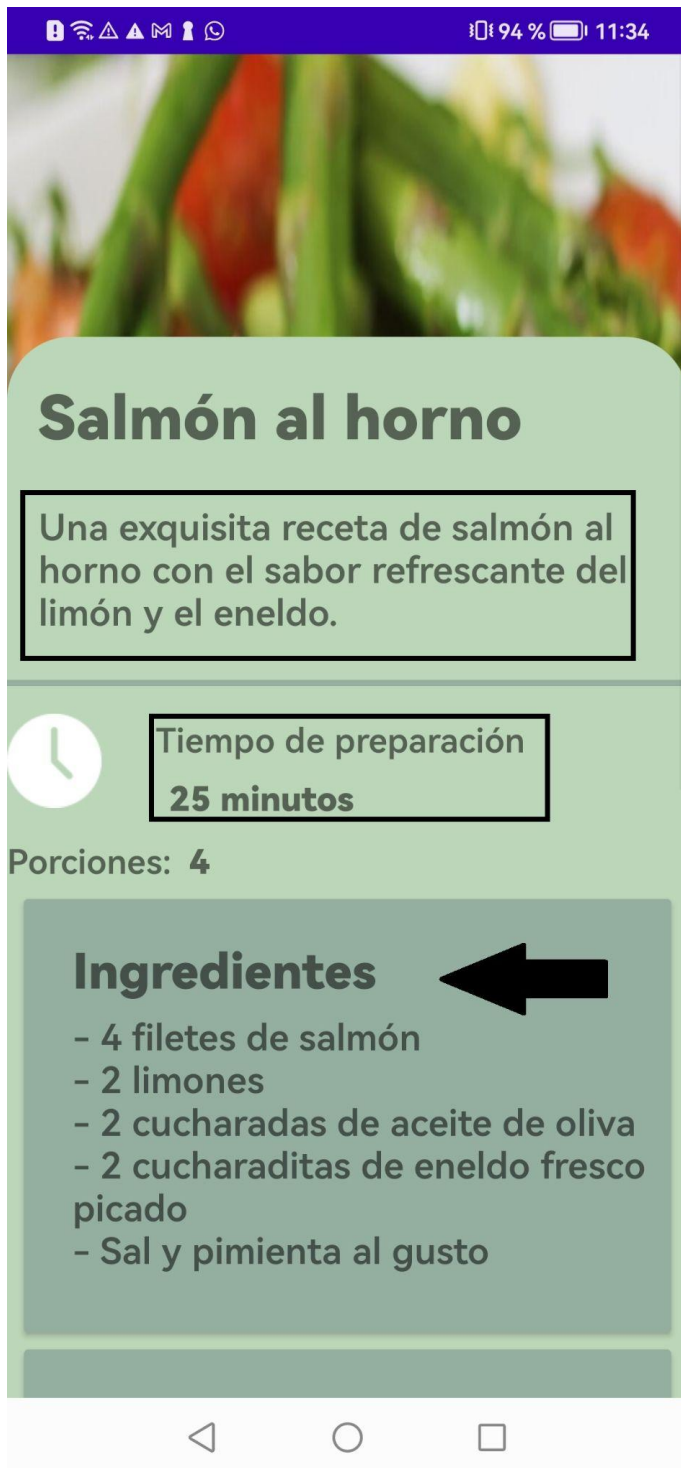 94 % 11:34
Salmón al horno
Una exquisita receta de salmón al
horno con el sabor refrescante del
limón y el eneldo.
Tiempo de preparación
25 minutos
Porciones: 4
Ingredientes
- 4 filetes de salmón
- 2 limones
- 2 cucharadas de aceite de oliva
- 2 cucharaditas de eneldo fresco
picado
- Sal y pimienta al gusto